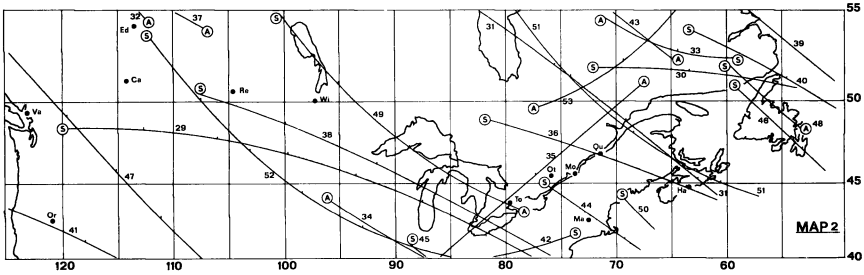 32 A 37 S 31 51 A 43 S 39 55
Ed A S 33 S
A
S 30 S 40
Ca S A S
Re Wi 53 50
Va 49 S 36 48 48 A
S 29 38 35 Qu
47 52 Ot Mo
A S 45
Or 34 To A 44 Ha 31 51
41 S 45 Ma S 50
42 S MAP 2
40
120 110 100 90 80 70 60